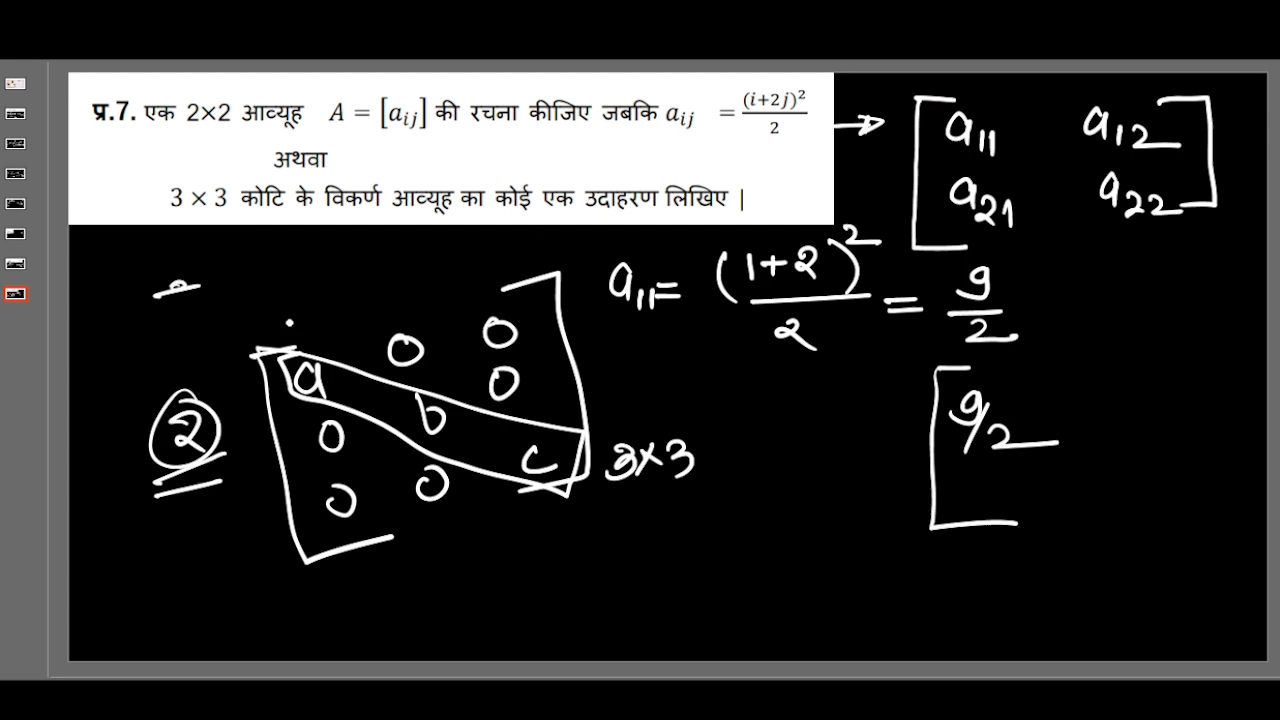 प्र.7. एक 2×2 आव्यूह A = [aᵢⱼ] की रचना कीजिए जबकि aᵢⱼ = (i+2j)²/2
अथवा
3 × 3 कोटि के विकर्ण आव्यूह का कोई एक उदाहरण लिखिए |
a₁₁ a₁₂
a₂₁ a₂₂
a₁₁ = (1+2)²/2 = 9/2
a 0 0
0 b 0
0 0 c
3×3
2
9/2